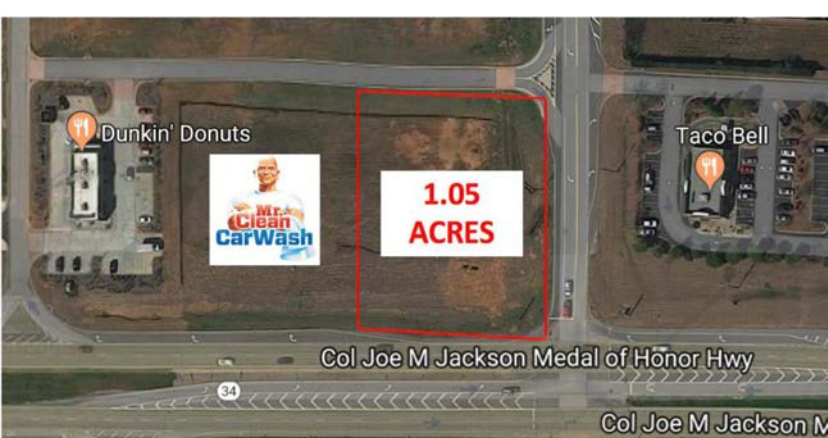 Dunkin' Donuts
Taco Bell
Mr.
Clean
CarWash
1.05
ACRES
Col Joe M Jackson Medal of Honor Hwy
34
Col Joe M Jackson M